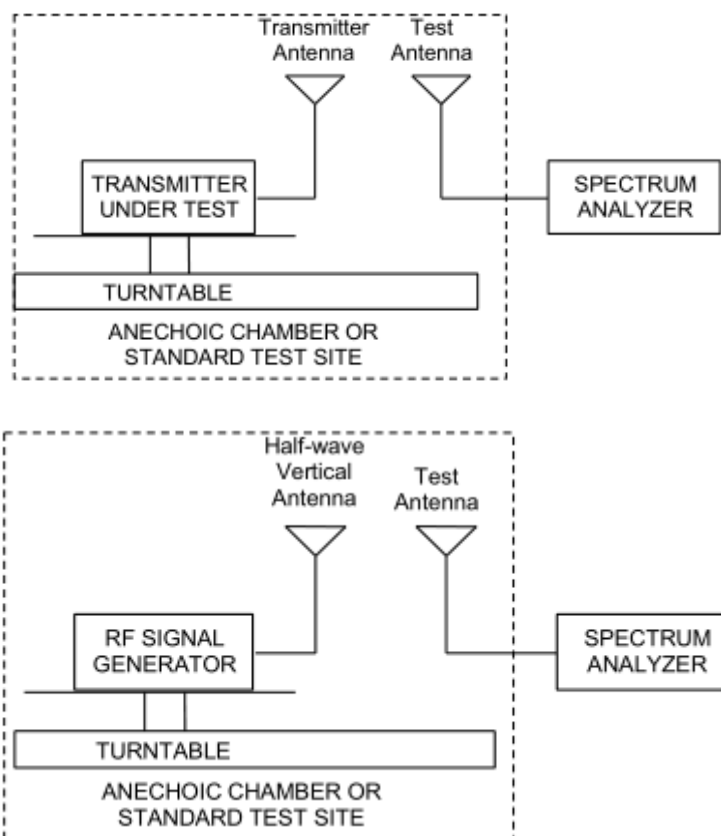 Transmitter
Antenna
Test
Antenna
TRANSMITTER
UNDER TEST
SPECTRUM
ANALYZER
TURNTABLE
ANECHOIC CHAMBER OR
STANDARD TEST SITE
Half-wave
Vertical
Antenna
Test
Antenna
RF SIGNAL
GENERATOR
SPECTRUM
ANALYZER
TURNTABLE
ANECHOIC CHAMBER OR
STANDARD TEST SITE